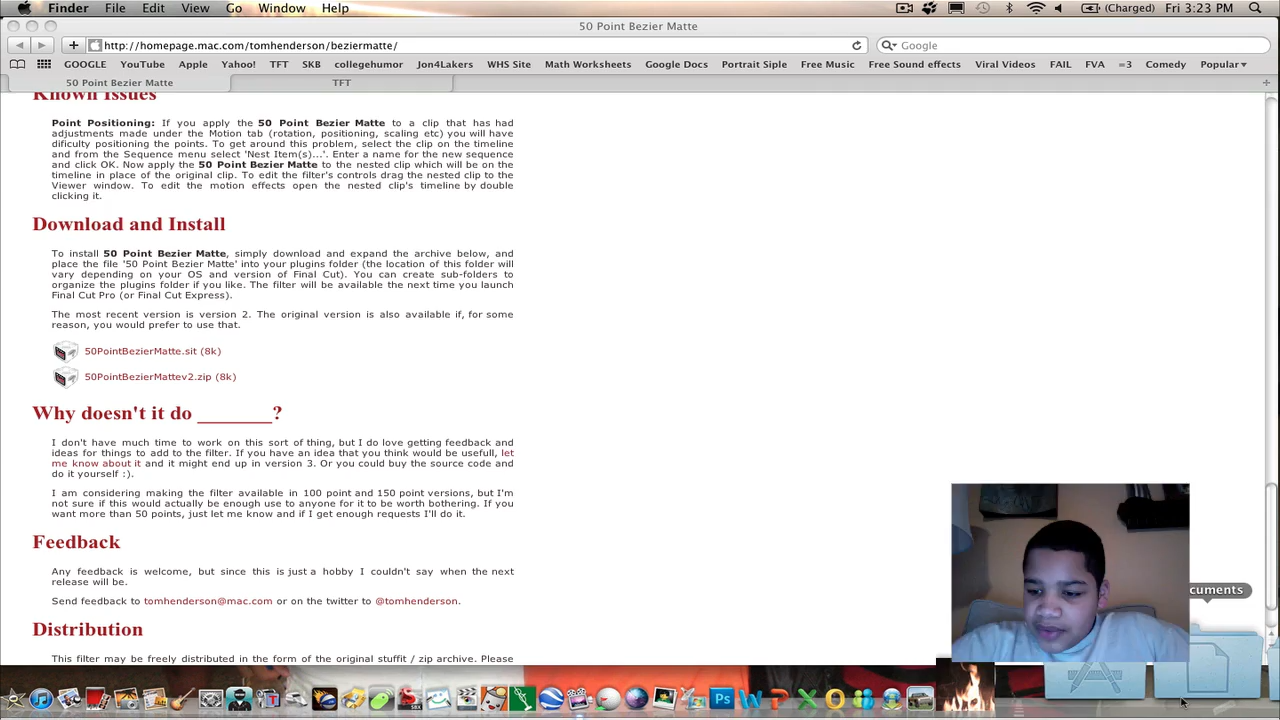 Finder File Edit View Go Window Help (Charged) Fri 3:23 PM
50 Point Bezier Matte
http://homepage.mac.com/tomhenderson/beziermatte/ Google
GOOGLE YouTube Apple Yahoo! TFT SKB collegehumor Jon4Lakers WHS Site Math Worksheets Google Docs Portrait Siple Free Music Free Sound effects Viral Videos FAIL FVA =3 Comedy Popular
50 Point Bezier Matte TFT
Known Issues
Point Positioning: If you apply the 50 Point Bezier Matte to a clip that has had
adjustments made under the Motion tab (rotation, positioning, scaling etc) you will have
dificulty positioning the points. To get around this problem, select the clip on the timeline
and from the Sequence menu select 'Nest Item(s)...'. Enter a name for the new sequence
and click OK. Now apply the 50 Point Bezier Matte to the nested clip which will be on the
timeline in place of the original clip. To edit the filter's controls drag the nested clip to the
Viewer window. To edit the motion effects open the nested clip's timeline by double
clicking it.
Download and Install
To install 50 Point Bezier Matte, simply download and expand the archive below, and
place the file '50 Point Bezier Matte' into your plugins folder (the location of this folder will
vary depending on your OS and version of Final Cut). You can create sub-folders to
organize the plugins folder if you like. The filter will be available the next time you launch
Final Cut Pro (or Final Cut Express).
The most recent version is version 2. The original version is also available if, for some
reason, you would prefer to use that.
50PointBezierMatte.sit (8k)
50PointBezierMattev2.zip (8k)
Why doesn't it do _______?
I don't have much time to work on this sort of thing, but I do love getting feedback and
ideas for things to add to the filter. If you have an idea that you think would be usefull, let
me know about it and it might end up in version 3. Or you could buy the source code and
do it yourself :).
I am considering making the filter available in 100 point and 150 point versions, but I'm
not sure if this would actually be enough use to anyone for it to be worth bothering. If you
want more than 50 points, just let me know and if I get enough requests I'll do it.
Feedback
Any feedback is welcome, but since this is just a hobby I couldn't say when the next
release will be.
cuments
Send feedback to tomhenderson@mac.com or on the twitter to @tomhenderson.
Distribution
This filter may be freely distributed in the form of the original stuffit / zip archive. Please
Ps